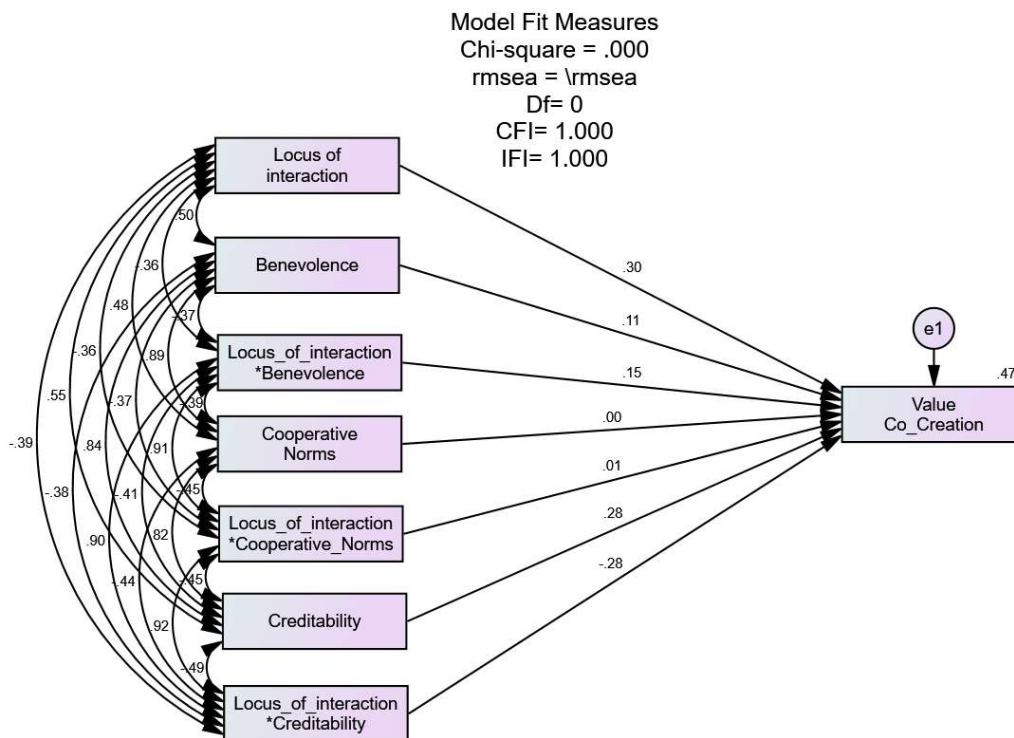 Model Fit Measures
Chi-square = .000
rmsea = \rmsea
Df= 0
CFI= 1.000
IFI= 1.000
Locus of
interaction
.50
-.36
.30
Benevolence
.48
-.37
.11
e1
-.36
.89
Locus_of_interaction
*Benevolence
.15
.47
.55
-.37
-.39
Value
Co_Creation
.00
-.39
.84
.91
Cooperative
Norms
.01
-.38
-.41
-.45
.28
.90
.82
Locus_of_interaction
*Cooperative_Norms
-.28
-.44
-.45
.92
Creditability
-.49
Locus_of_interaction
*Creditability